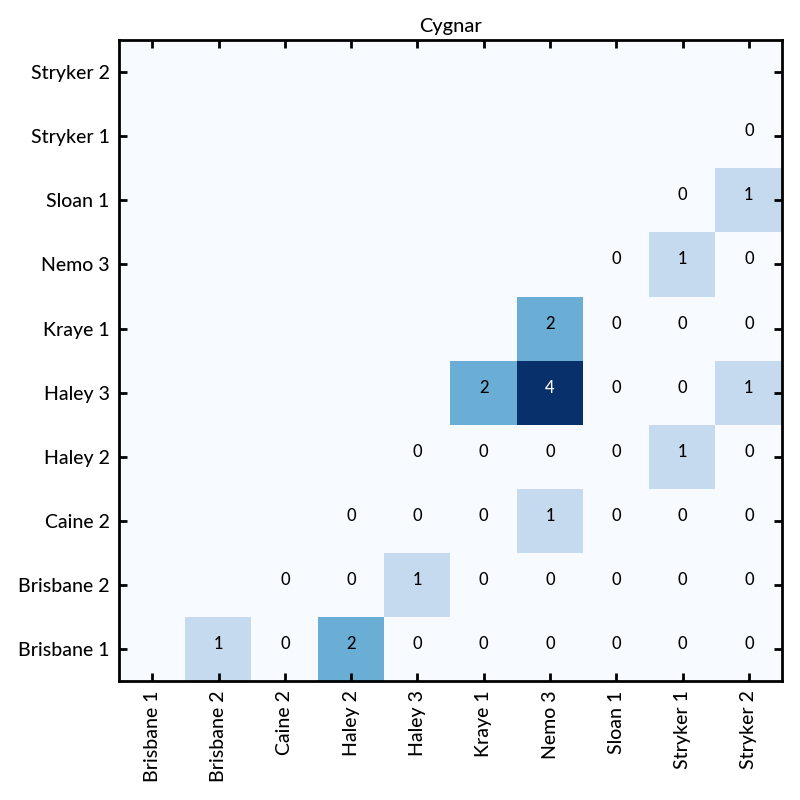 Cygnar
Stryker 2
Stryker 1 0
Sloan 1 0 1
Nemo 3 0 1 0
Kraye 1 2 0 0 0
Haley 3 2 4 0 0 1
Haley 2 0 0 0 0 1 0
Caine 2 0 0 0 1 0 0 0
Brisbane 2 0 0 1 0 0 0 0 0
Brisbane 1 1 0 2 0 0 0 0 0 0
Brisbane 1
Brisbane 2
Caine 2
Haley 2
Haley 3
Kraye 1
Nemo 3
Sloan 1
Stryker 1
Stryker 2